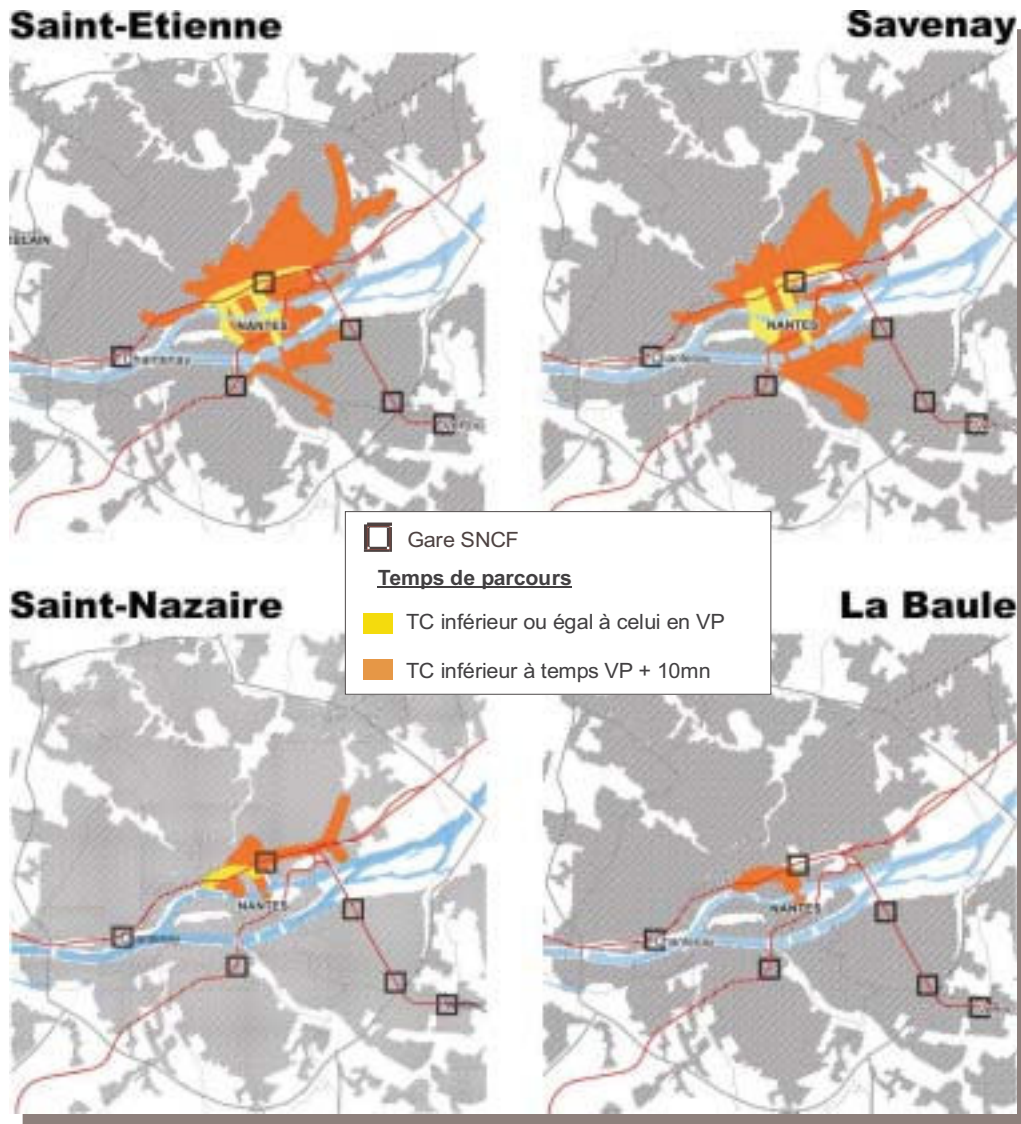 Saint-Etienne
Savenay
NANTES
NANTES
Chantenay
Gare SNCF
Temps de parcours
TC inférieur ou égal à celui en VP
TC inférieur à temps VP + 10mn
Saint-Nazaire
La Baule
NANTES
NANTES